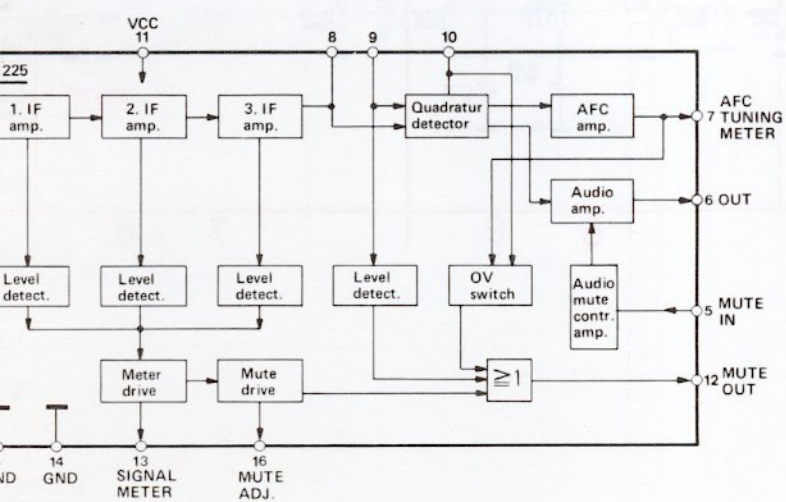 VCC
11
8
9
10
225
1. IF
amp.
2. IF
amp.
3. IF
amp.
Quadratur
detector
AFC
amp.
7 AFC
TUNING
METER
Audio
amp.
6 OUT
Level
detect.
Level
detect.
Level
detect.
Level
detect.
OV
switch
Audio
mute
contr.
amp.
5 MUTE
IN
Meter
drive
Mute
drive
≥1
12 MUTE
OUT
14
GND
13
SIGNAL
METER
16
MUTE
ADJ.
ND